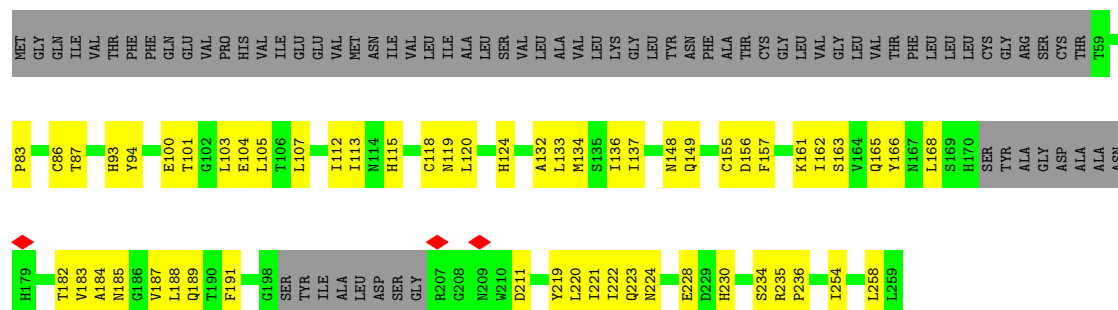 MET GLY GLN ILE VAL THR PHE PHE GLN GLU VAL PRO HIS VAL ILE GLU GLU VAL MET ASN ILE VAL LEU ILE ALA LEU SER VAL LEU ALA VAL LEU LYS GLY LEU TYR ASN PHE ALA THR CYS GLY LEU VAL GLY LEU VAL THR PHE LEU LEU LEU CYS GLY ARG SER CYS THR T59
P83 C86 T87 H93 Y94 E100 T101 G102 L103 E104 L105 T106 L107 I112 I113 N114 H115 C118 N119 L120 H124 A132 L133 M134 S135 I136 I137 N148 Q149 C155 D156 F157 K161 I162 S163 V164 Q165 Y166 N167 L168 S169 H170 SER TYR ALA GLY ASP ALA ALA ASN
H179 T182 V183 A184 N185 G186 V187 L188 Q189 T190 F191 G198 SER TYR ILE ALA LEU ASP SER GLY R207 G208 N209 W210 D211 Y219 L220 I221 I222 Q223 N224 E228 D229 H230 S234 R235 P236 I254 L258 L259